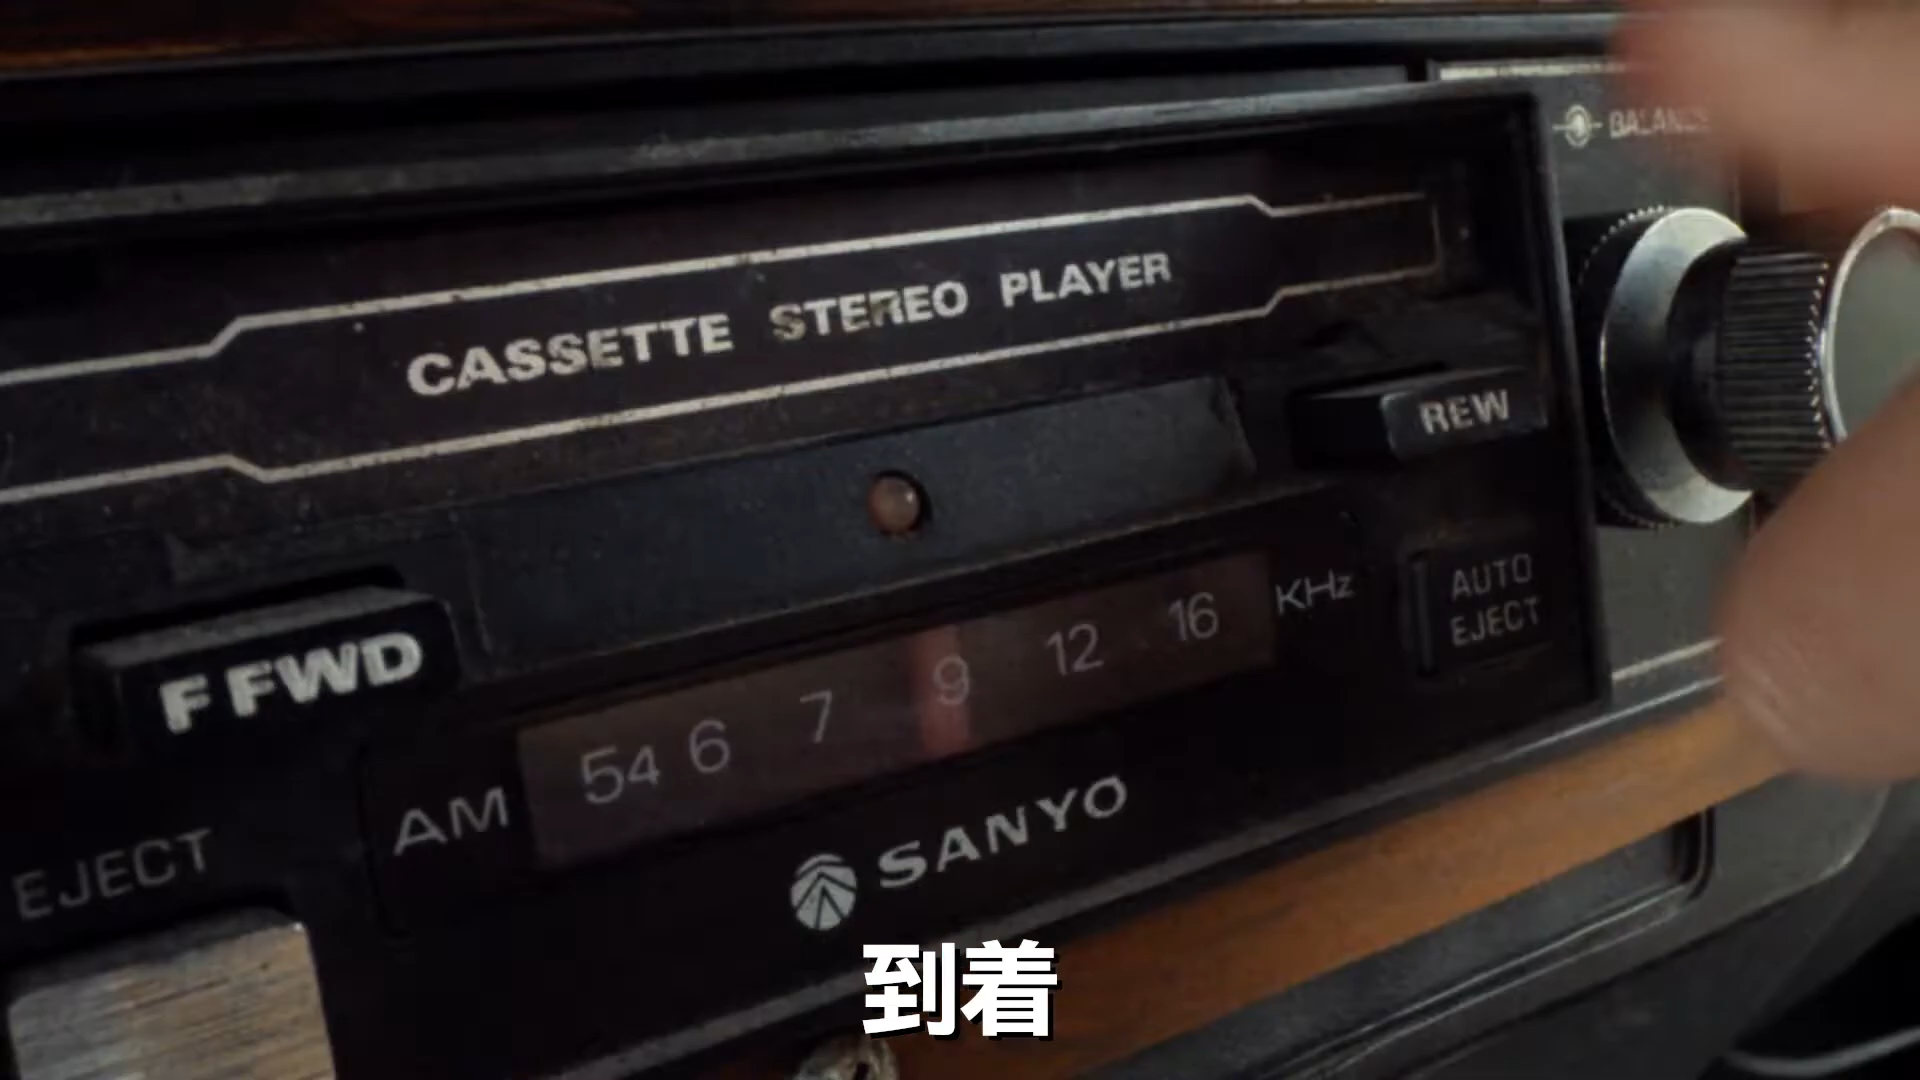 BALANCE
CASSETTE STEREO PLAYER
REW
F FWD
AUTO
EJECT
AM 54 6 7 9 12 16 KHz
SANYO
EJECT
到着